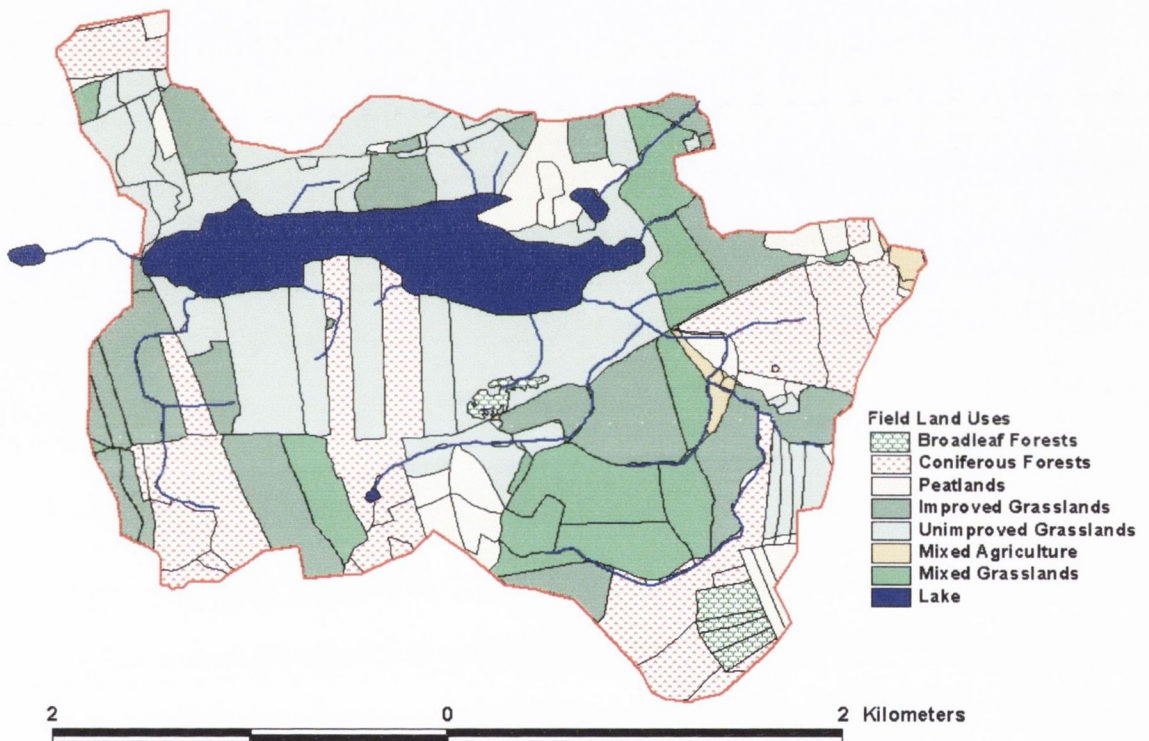 Field Land Uses
Broadleaf Forests
Coniferous Forests
Peatlands
Improved Grasslands
Unimproved Grasslands
Mixed Agriculture
Mixed Grasslands
Lake
2 0 2 Kilometers